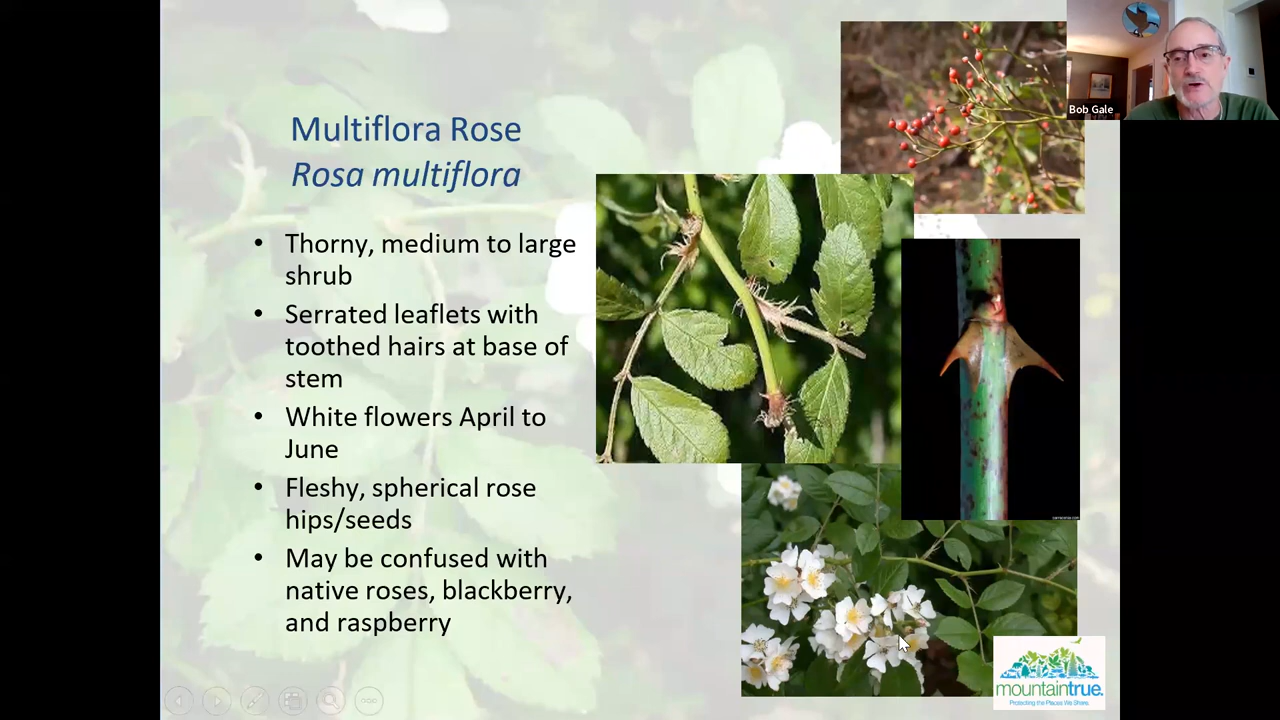 Bob Gale
Multiflora Rose
Rosa multiflora
• Thorny, medium to large
shrub
• Serrated leaflets with
toothed hairs at base of
stem
• White flowers April to
June
• Fleshy, spherical rose
hips/seeds
• May be confused with
native roses, blackberry,
and raspberry
mountaintrue.
Protecting the Places We Share.